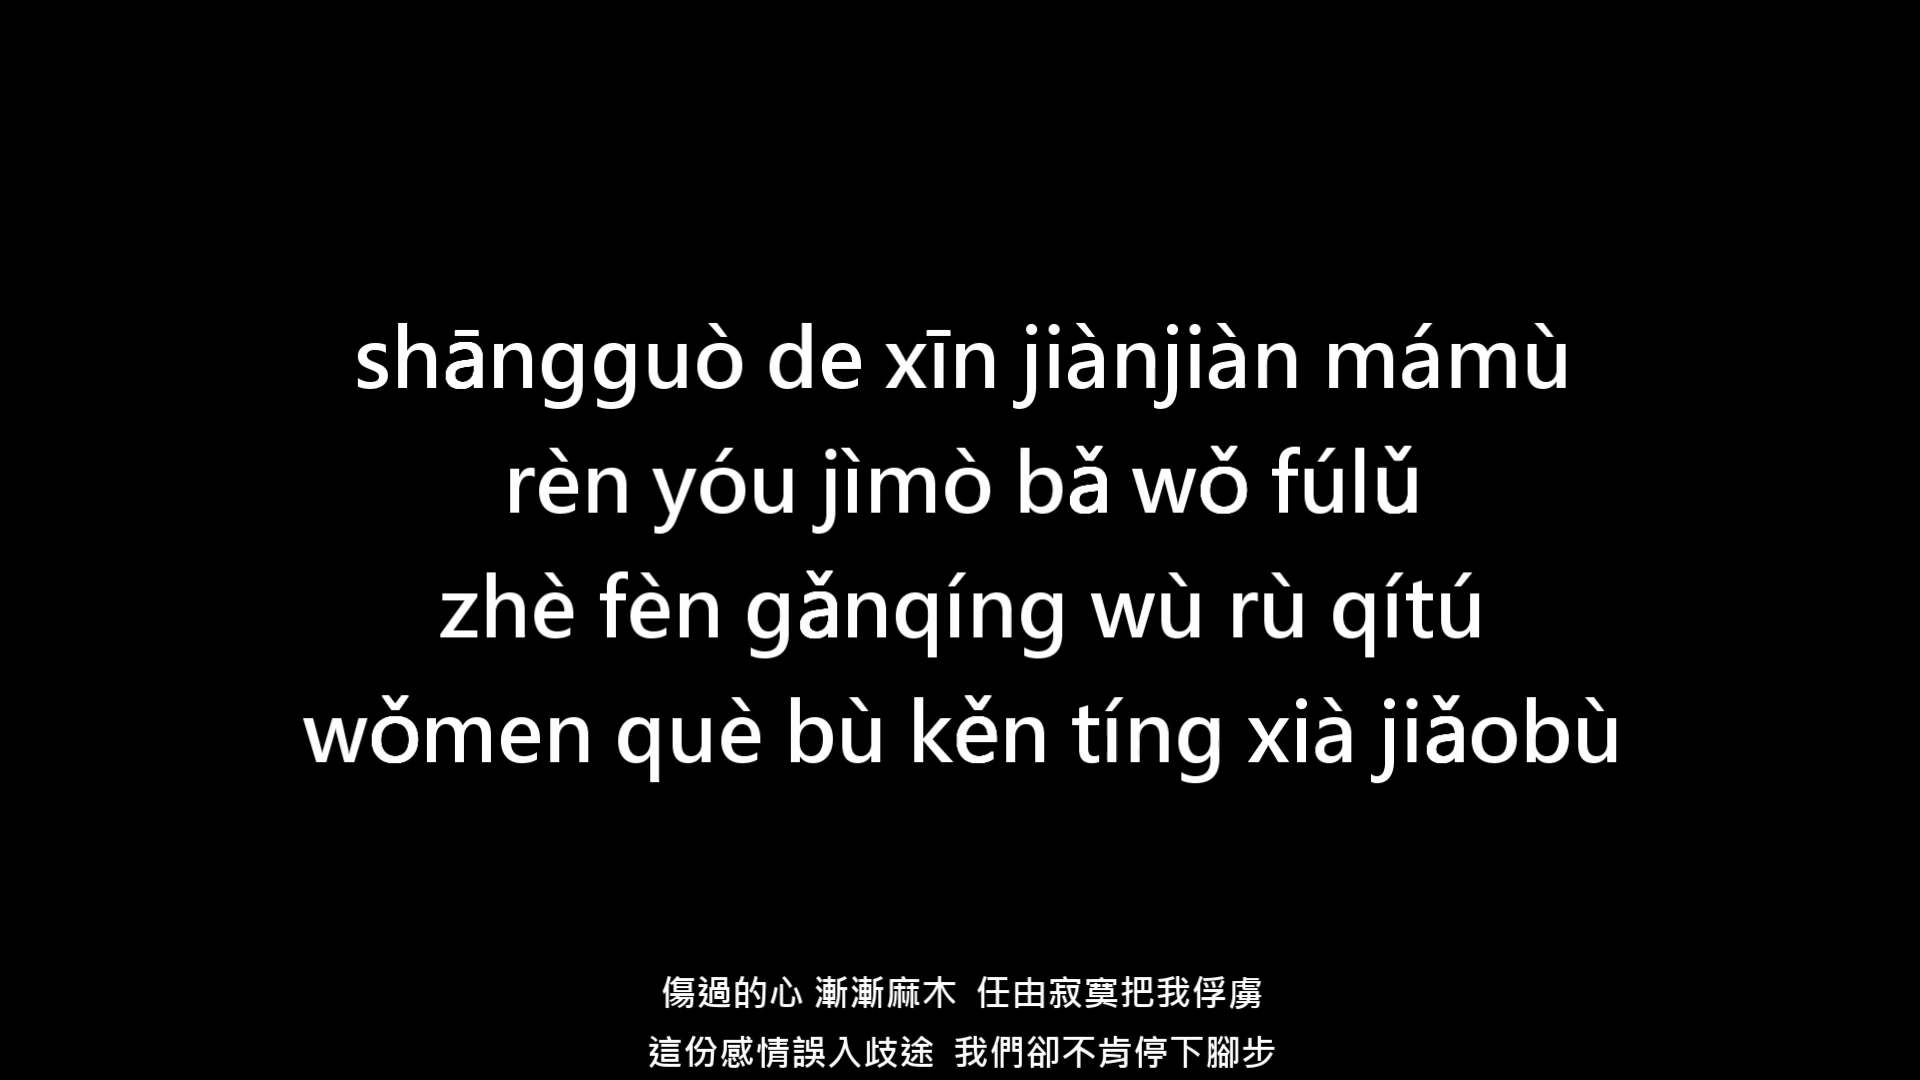 shāngguò de xīn jiànjiàn mámù
rèn yóu jìmò bǎ wǒ fúlǔ
zhè fèn gǎnqíng wù rù qítú
wǒmen què bù kěn tíng xià jiǎobù
傷過的心 漸漸麻木 任由寂寞把我俘虜
這份感情誤入歧途 我們卻不肯停下腳步